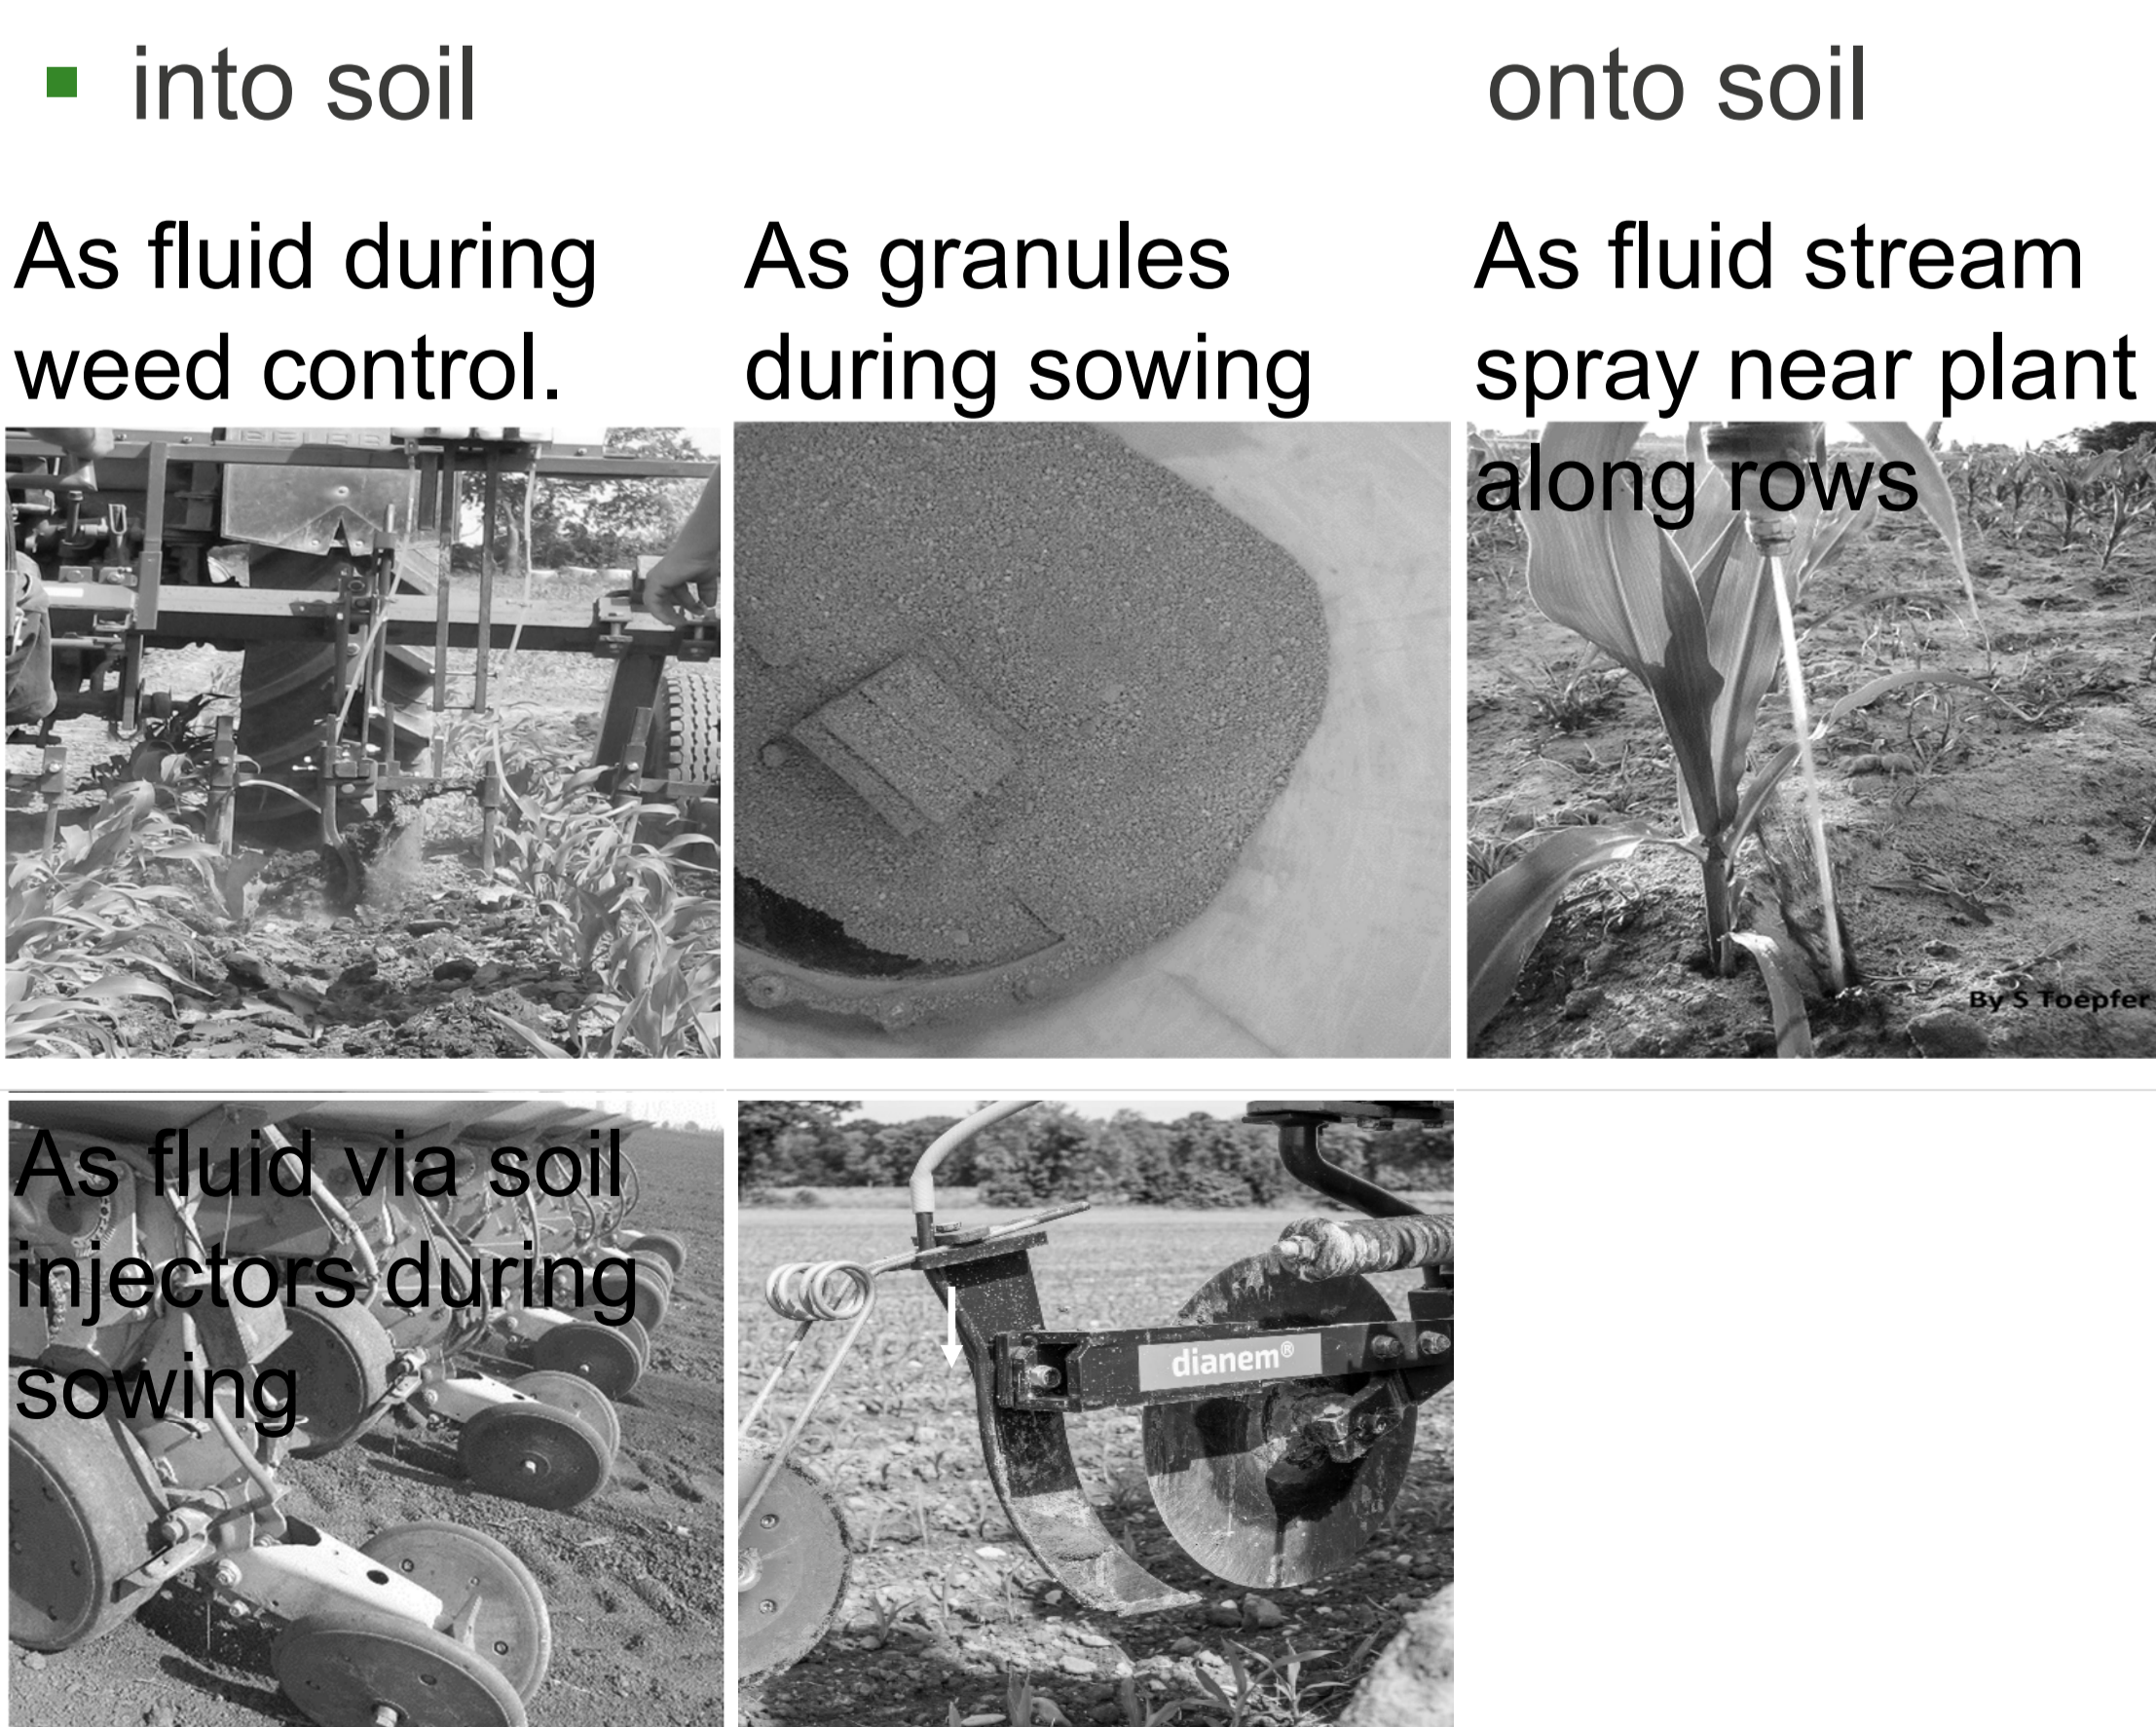 into soil
onto soil
As fluid during
weed control.
As granules
during sowing
As fluid stream
spray near plant
along rows
By S Toepfer
As fluid via soil
injectors during
sowing
dianem®